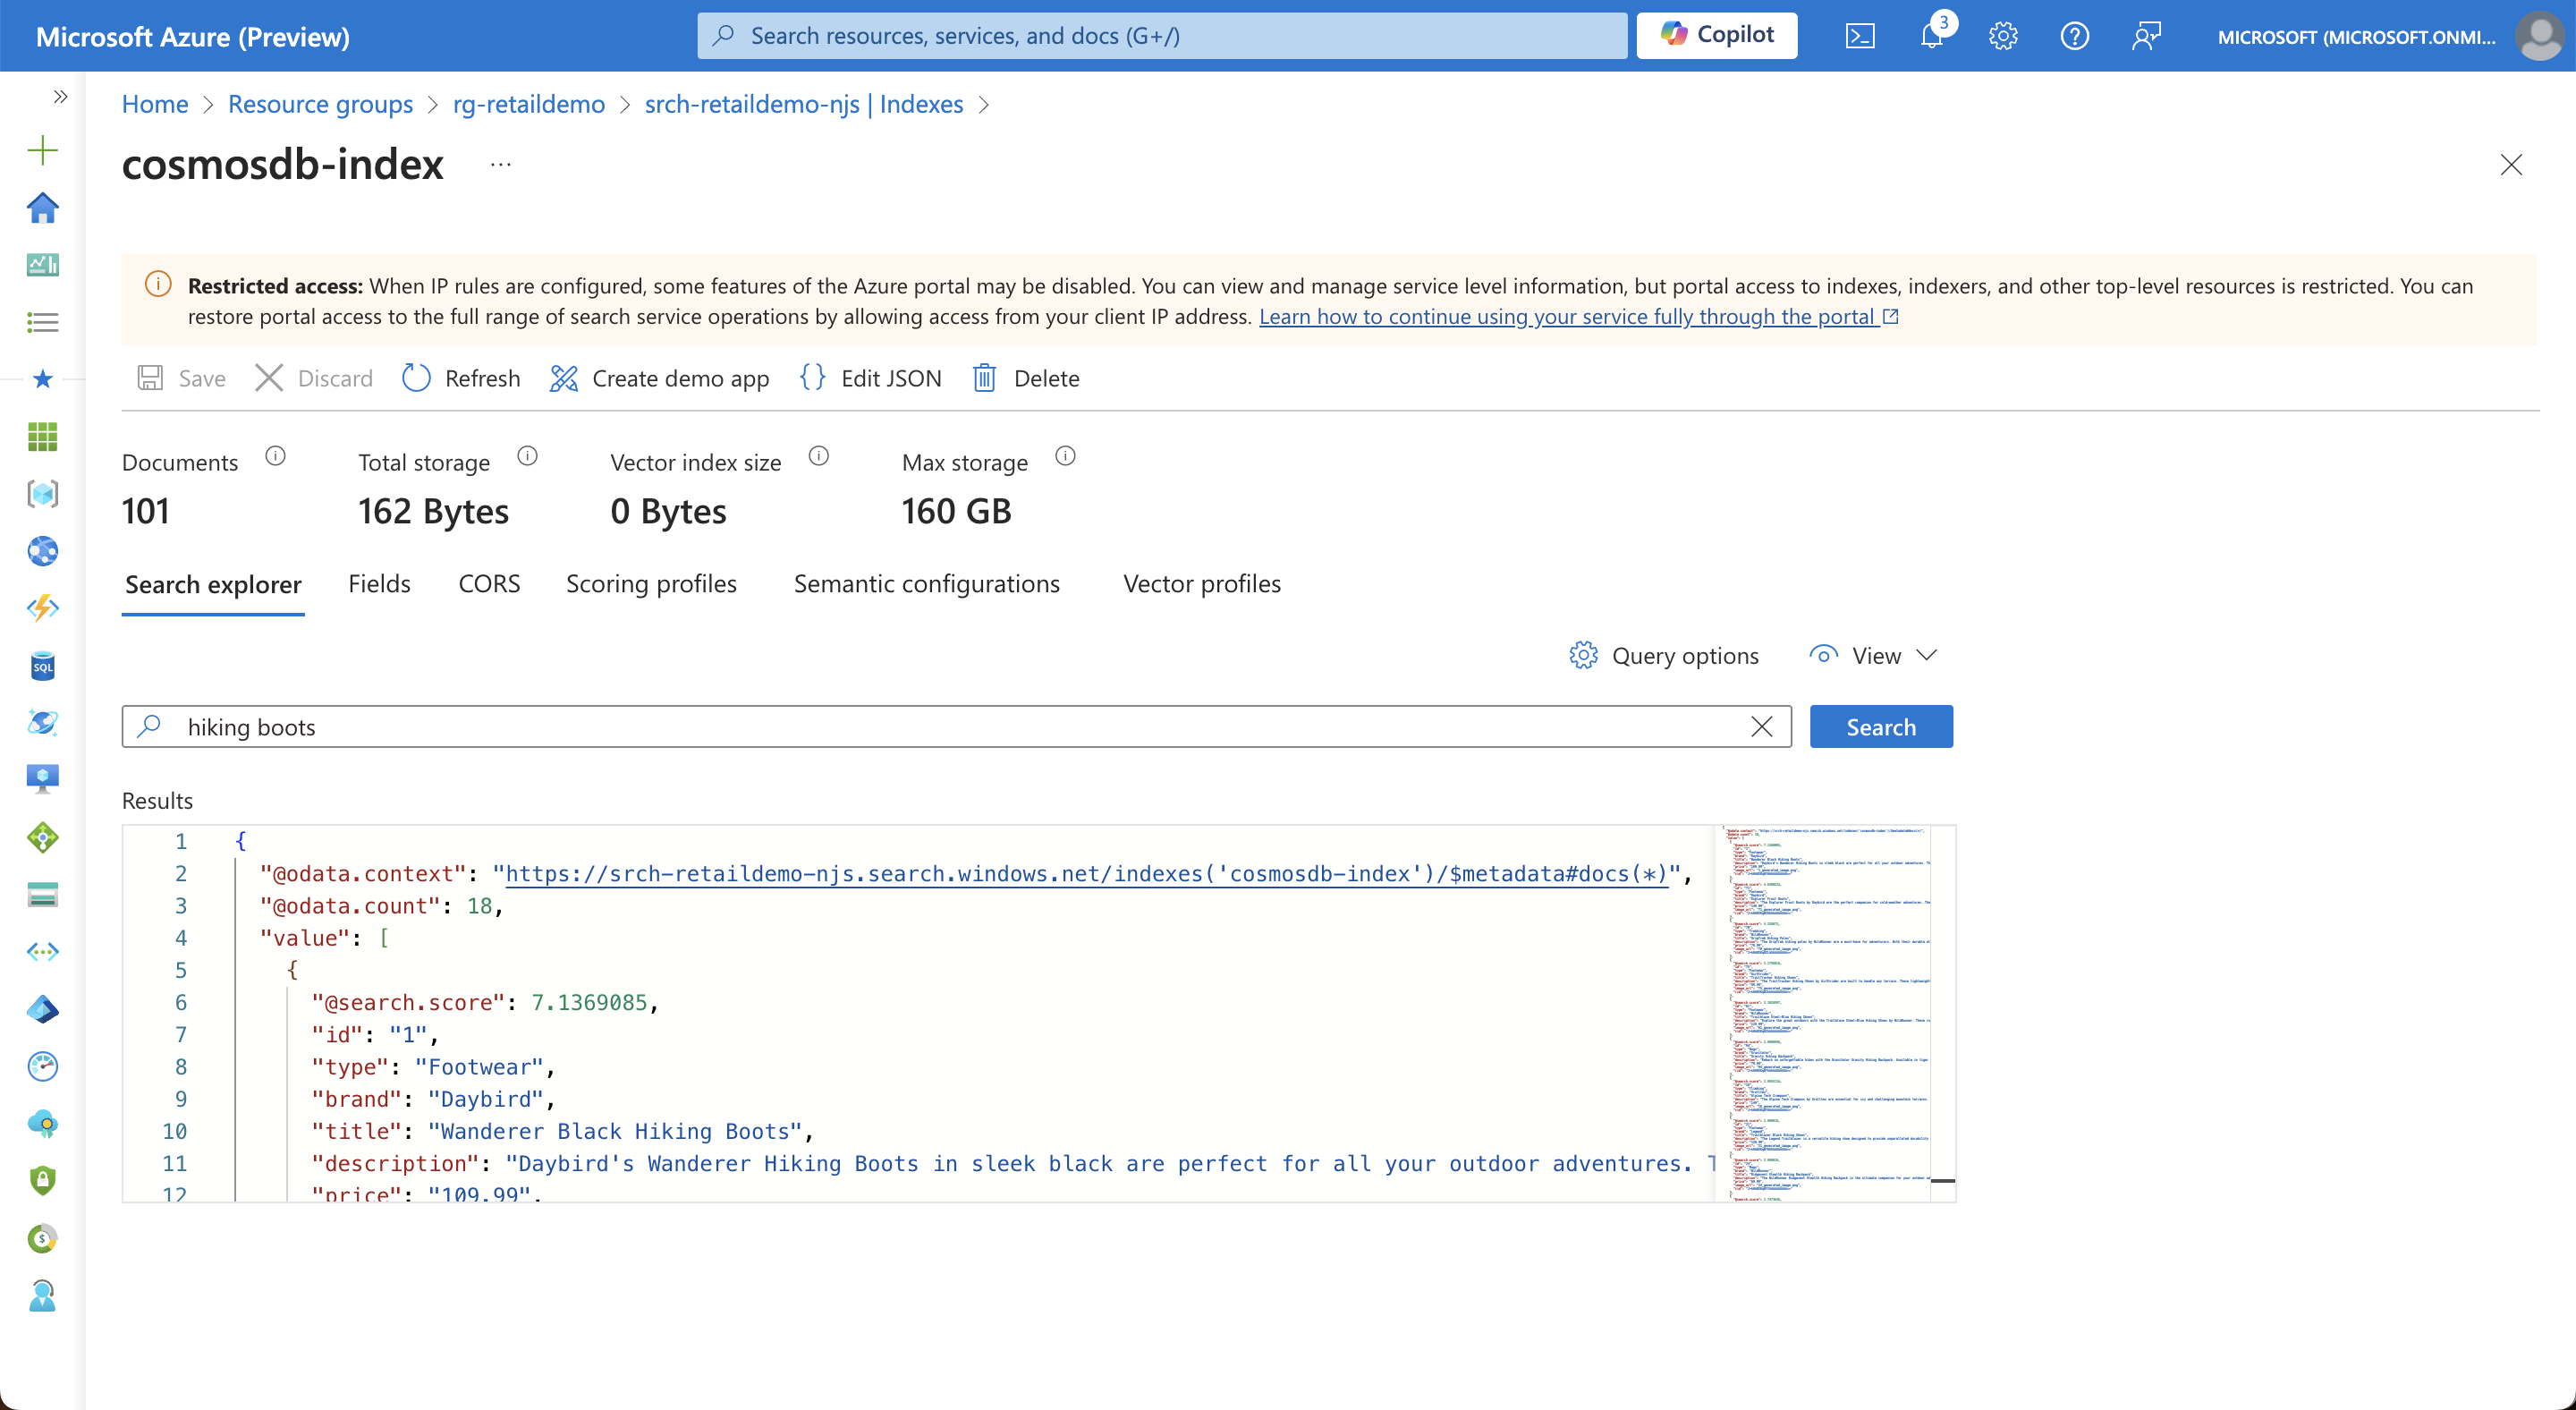 Microsoft Azure (Preview)
Search resources, services, and docs (G+/)
Copilot
3
MICROSOFT (MICROSOFT.ONMI...
Home > Resource groups > rg-retaildemo > srch-retaildemo-njs | Indexes >
cosmosdb-index ...
Restricted access: When IP rules are configured, some features of the Azure portal may be disabled. You can view and manage service level information, but portal access to indexes, indexers, and other top-level resources is restricted. You can
restore portal access to the full range of search service operations by allowing access from your client IP address. Learn how to continue using your service fully through the portal
Save Discard Refresh Create demo app {} Edit JSON Delete
Documents Total storage Vector index size Max storage
101 162 Bytes 0 Bytes 160 GB
Search explorer Fields CORS Scoring profiles Semantic configurations Vector profiles
Query options View
hiking boots
Search
Results
1 {
2 "@odata.context": "https://srch-retaildemo-njs.search.windows.net/indexes('cosmosdb-index')/$metadata#docs(*)",
3 "@odata.count": 18,
4 "value": [
5 {
6 "@search.score": 7.1369085,
7 "id": "1",
8 "type": "Footwear",
9 "brand": "Daybird",
10 "title": "Wanderer Black Hiking Boots",
11 "description": "Daybird's Wanderer Hiking Boots in sleek black are perfect for all your outdoor adventures. T
12 "price": "109.99",
SQL